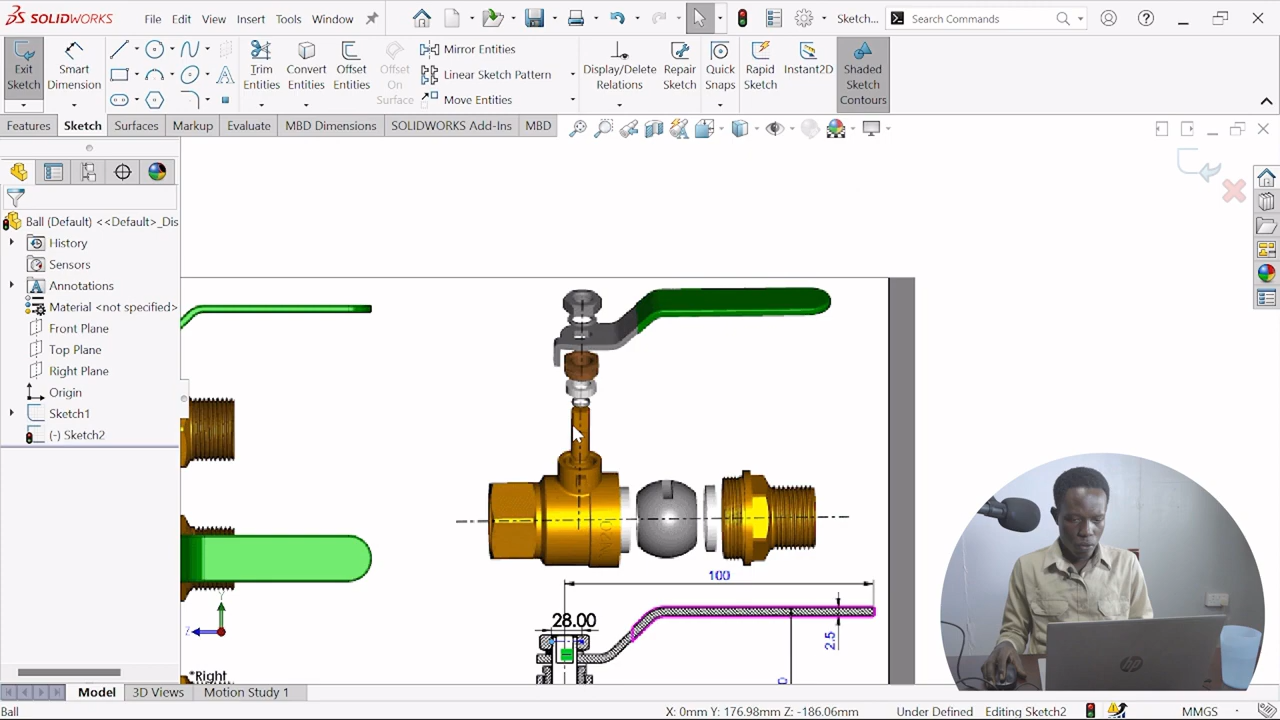 SOLIDWORKS File Edit View Insert Tools Window Sketch... Search Commands
Exit Sketch
Smart Dimension
Trim Entities
Convert Entities
Offset Entities
Offset On Surface
Mirror Entities
Linear Sketch Pattern
Move Entities
Display/Delete Relations
Repair Sketch
Quick Snaps
Rapid Sketch
Instant2D
Shaded Sketch Contours
Features Sketch Surfaces Markup Evaluate MBD Dimensions SOLIDWORKS Add-Ins MBD
Ball (Default) <<Default>_Dis
History
Sensors
Annotations
Material <not specified>
Front Plane
Top Plane
Right Plane
Origin
Sketch1
(-) Sketch2
100
28.00
2.5
Y
Z
*Right
Model 3D Views Motion Study 1
Ball X: 0mm Y: 176.98mm Z: -186.06mm Under Defined Editing Sketch2 MMGS
hp